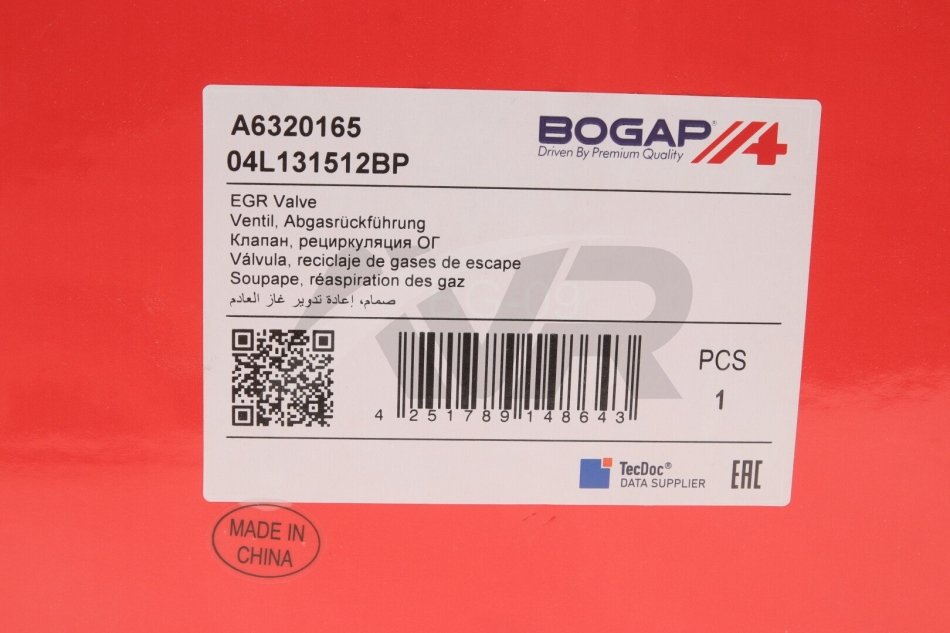 A6320165
04L131512BP
BOGAP®
Driven By Premium Quality
EGR Valve
Ventil, Abgasrückführung
Клапан, рециркуляция ОГ
Válvula, reciclaje de gases de escape
Soupape, réaspiration des gaz
صمام، إعادة تدوير غاز العادم
4 251789 148643
PCS
1
TecDoc®
DATA SUPPLIER
EAC
MADE IN
CHINA